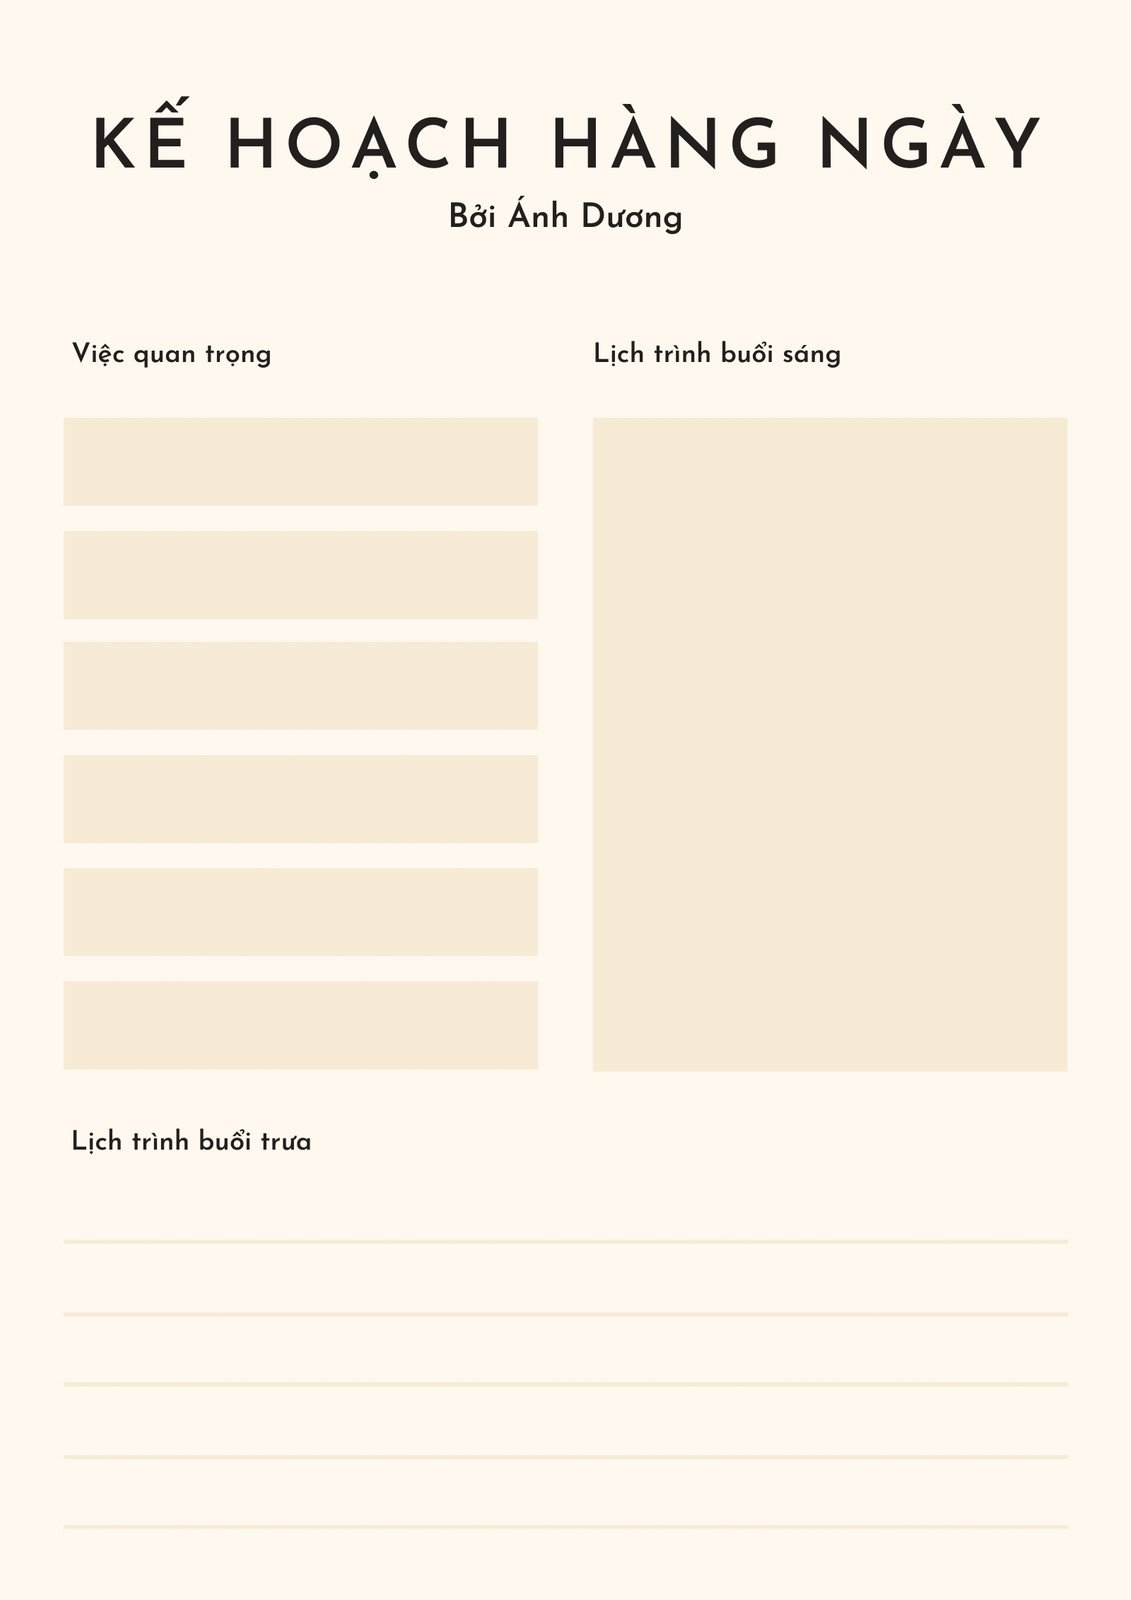 KẾ HOẠCH HÀNG NGÀY
Bởi Ánh Dương
Việc quan trọng
Lịch trình buổi sáng
Lịch trình buổi trưa